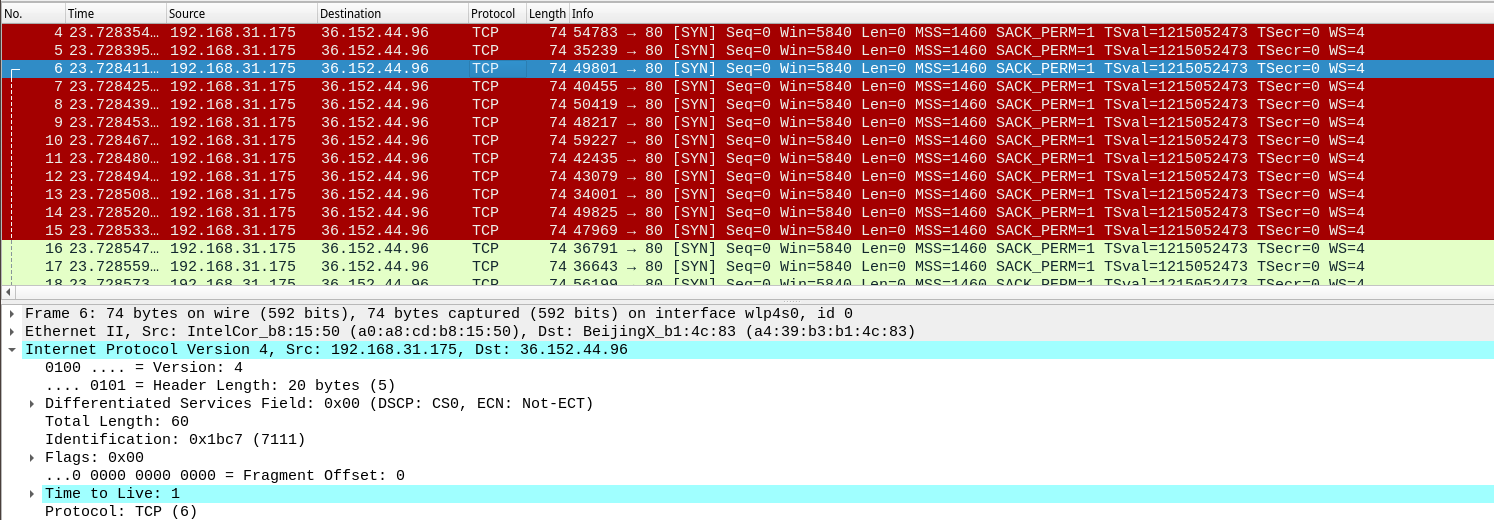 No. Time Source Destination Protocol Length Info
4 23.728354… 192.168.31.175 36.152.44.96 TCP 74 54783 → 80 [SYN] Seq=0 Win=5840 Len=0 MSS=1460 SACK_PERM=1 TSval=1215052473 TSecr=0 WS=4
5 23.728395… 192.168.31.175 36.152.44.96 TCP 74 35239 → 80 [SYN] Seq=0 Win=5840 Len=0 MSS=1460 SACK_PERM=1 TSval=1215052473 TSecr=0 WS=4
6 23.728411… 192.168.31.175 36.152.44.96 TCP 74 49801 → 80 [SYN] Seq=0 Win=5840 Len=0 MSS=1460 SACK_PERM=1 TSval=1215052473 TSecr=0 WS=4
7 23.728425… 192.168.31.175 36.152.44.96 TCP 74 40455 → 80 [SYN] Seq=0 Win=5840 Len=0 MSS=1460 SACK_PERM=1 TSval=1215052473 TSecr=0 WS=4
8 23.728439… 192.168.31.175 36.152.44.96 TCP 74 50419 → 80 [SYN] Seq=0 Win=5840 Len=0 MSS=1460 SACK_PERM=1 TSval=1215052473 TSecr=0 WS=4
9 23.728453… 192.168.31.175 36.152.44.96 TCP 74 48217 → 80 [SYN] Seq=0 Win=5840 Len=0 MSS=1460 SACK_PERM=1 TSval=1215052473 TSecr=0 WS=4
10 23.728467… 192.168.31.175 36.152.44.96 TCP 74 59227 → 80 [SYN] Seq=0 Win=5840 Len=0 MSS=1460 SACK_PERM=1 TSval=1215052473 TSecr=0 WS=4
11 23.728480… 192.168.31.175 36.152.44.96 TCP 74 42435 → 80 [SYN] Seq=0 Win=5840 Len=0 MSS=1460 SACK_PERM=1 TSval=1215052473 TSecr=0 WS=4
12 23.728494… 192.168.31.175 36.152.44.96 TCP 74 43079 → 80 [SYN] Seq=0 Win=5840 Len=0 MSS=1460 SACK_PERM=1 TSval=1215052473 TSecr=0 WS=4
13 23.728508… 192.168.31.175 36.152.44.96 TCP 74 34001 → 80 [SYN] Seq=0 Win=5840 Len=0 MSS=1460 SACK_PERM=1 TSval=1215052473 TSecr=0 WS=4
14 23.728520… 192.168.31.175 36.152.44.96 TCP 74 49825 → 80 [SYN] Seq=0 Win=5840 Len=0 MSS=1460 SACK_PERM=1 TSval=1215052473 TSecr=0 WS=4
15 23.728533… 192.168.31.175 36.152.44.96 TCP 74 47969 → 80 [SYN] Seq=0 Win=5840 Len=0 MSS=1460 SACK_PERM=1 TSval=1215052473 TSecr=0 WS=4
16 23.728547… 192.168.31.175 36.152.44.96 TCP 74 36791 → 80 [SYN] Seq=0 Win=5840 Len=0 MSS=1460 SACK_PERM=1 TSval=1215052473 TSecr=0 WS=4
17 23.728559… 192.168.31.175 36.152.44.96 TCP 74 36643 → 80 [SYN] Seq=0 Win=5840 Len=0 MSS=1460 SACK_PERM=1 TSval=1215052473 TSecr=0 WS=4
18 23.728573… 192.168.31.175 36.152.44.96 TCP 74 56199 → 80 [SYN] Seq=0 Win=5840 Len=0 MSS=1460 SACK_PERM=1 TSval=1215052473 TSecr=0 WS=4
Frame 6: 74 bytes on wire (592 bits), 74 bytes captured (592 bits) on interface wlp4s0, id 0
Ethernet II, Src: IntelCor_b8:15:50 (a0:a8:cd:b8:15:50), Dst: BeijingX_b1:4c:83 (a4:39:b3:b1:4c:83)
Internet Protocol Version 4, Src: 192.168.31.175, Dst: 36.152.44.96
0100 .... = Version: 4
.... 0101 = Header Length: 20 bytes (5)
Differentiated Services Field: 0x00 (DSCP: CS0, ECN: Not-ECT)
Total Length: 60
Identification: 0x1bc7 (7111)
Flags: 0x00
...0 0000 0000 0000 = Fragment Offset: 0
Time to Live: 1
Protocol: TCP (6)